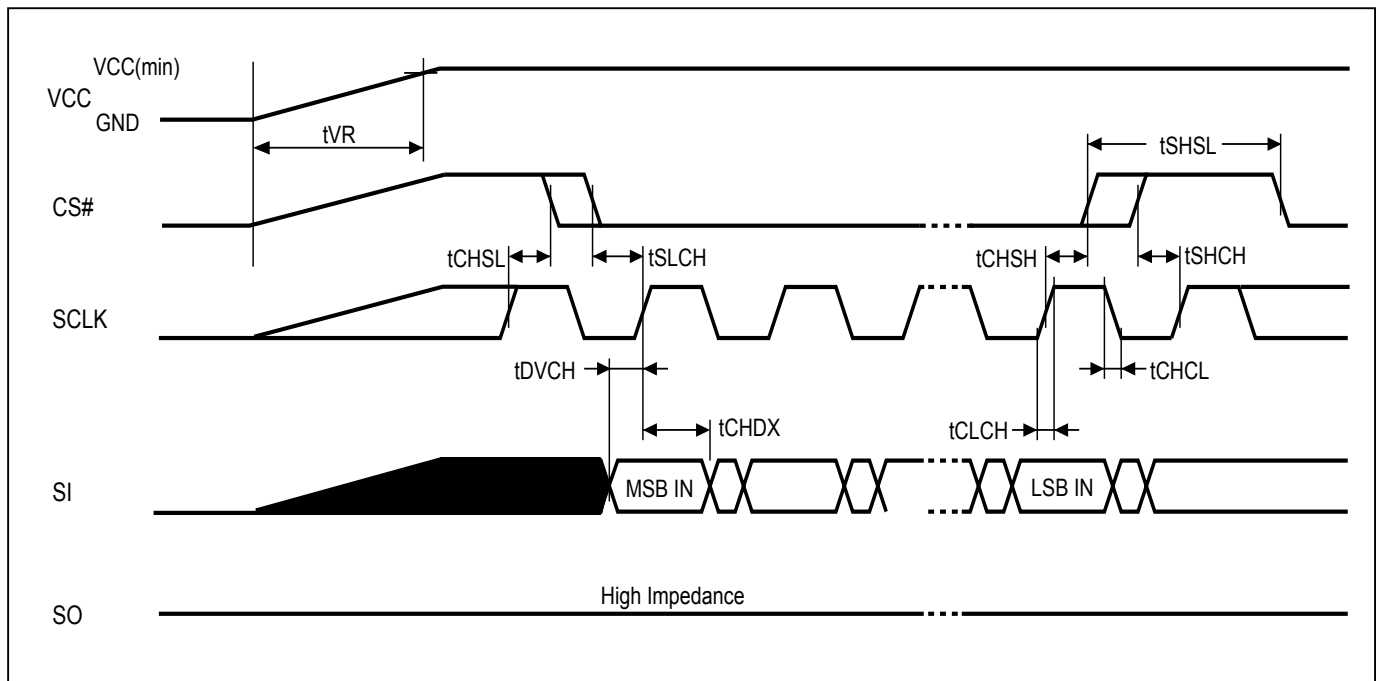 VCC(min)
VCC
GND
tVR
tSHSL
CS#
tCHSL
tSLCH
tCHSH
tSHCH
SCLK
tDVCH
tCHCL
tCHDX
tCLCH
SI
MSB IN
LSB IN
High Impedance
SO